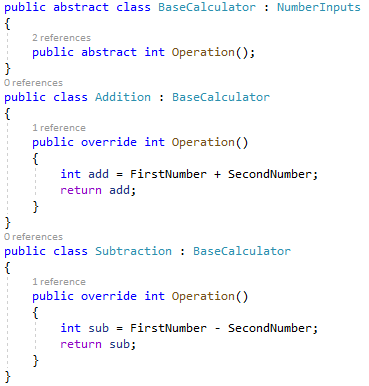 public abstract class BaseCalculator : NumberInputs
{
2 references
public abstract int Operation();
}
0 references
public class Addition : BaseCalculator
{
1 reference
public override int Operation()
{
int add = FirstNumber + SecondNumber;
return add;
}
}
0 references
public class Subtraction : BaseCalculator
{
1 reference
public override int Operation()
{
int sub = FirstNumber - SecondNumber;
return sub;
}
}